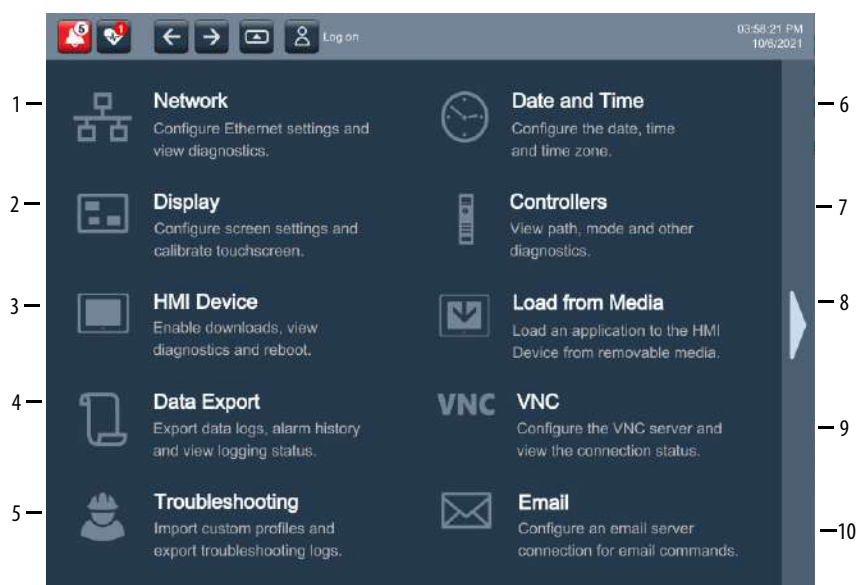 5
1
Log on
03:58:21 PM
10/6/2021
1
Network
Configure Ethernet settings and
view diagnostics.
2
Display
Configure screen settings and
calibrate touchscreen.
3
HMI Device
Enable downloads, view
diagnostics and reboot.
4
Data Export
Export data logs, alarm history
and view logging status.
5
Troubleshooting
Import custom profiles and
export troubleshooting logs.
Date and Time
Configure the date, time
and time zone.
6
Controllers
View path, mode and other
diagnostics.
7
Load from Media
Load an application to the HMI
Device from removable media.
8
VNC
VNC
Configure the VNC server and
view the connection status.
9
Email
Configure an email server
connection for email commands.
10